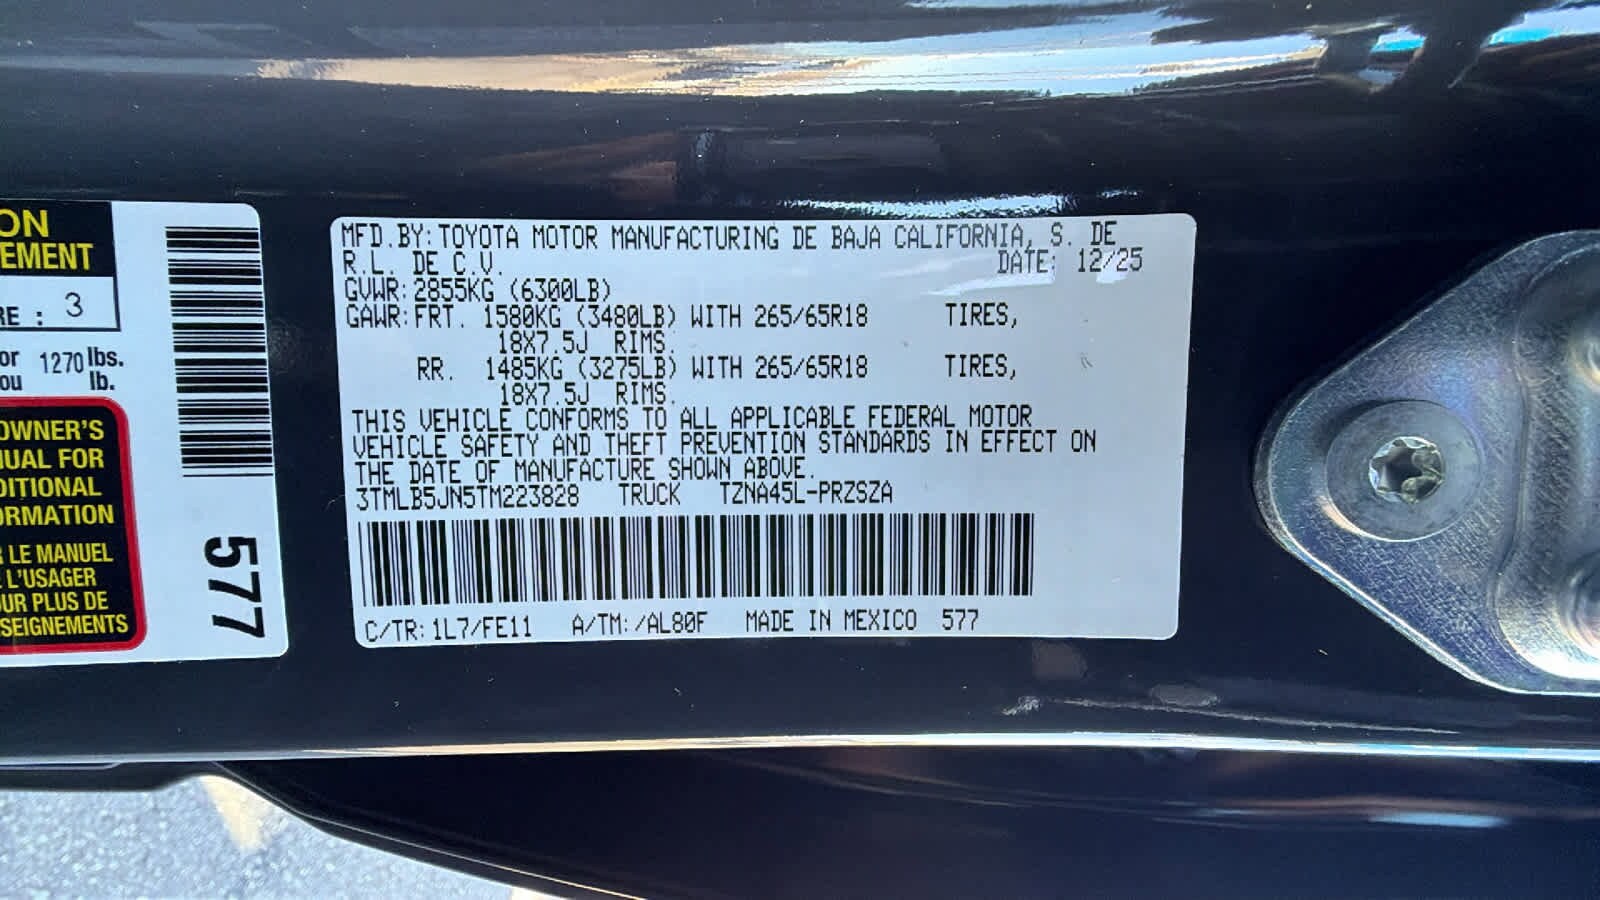 ON
EMENT
RE : 3
or 1270 lbs.
ou lb.
OWNER'S
NUAL FOR
DITIONAL
ORMATION
R LE MANUEL
L'USAGER
UR PLUS DE
SEIGNEMENTS
577
MFD.BY: TOYOTA MOTOR MANUFACTURING DE BAJA CALIFORNIA, S. DE
R.L. DE C.V. DATE: 12/25
GVWR: 2855KG (6300LB)
GAWR: FRT. 1580KG (3480LB) WITH 265/65R18 TIRES,
18X7.5J RIMS.
RR. 1485KG (3275LB) WITH 265/65R18 TIRES,
18X7.5J RIMS.
THIS VEHICLE CONFORMS TO ALL APPLICABLE FEDERAL MOTOR
VEHICLE SAFETY AND THEFT PREVENTION STANDARDS IN EFFECT ON
THE DATE OF MANUFACTURE SHOWN ABOVE.
3TMLB5JN5TM223828 TRUCK TZNA45L-PRZSZA
C/TR: 1L7/FE11 A/TM: /AL80F MADE IN MEXICO 577